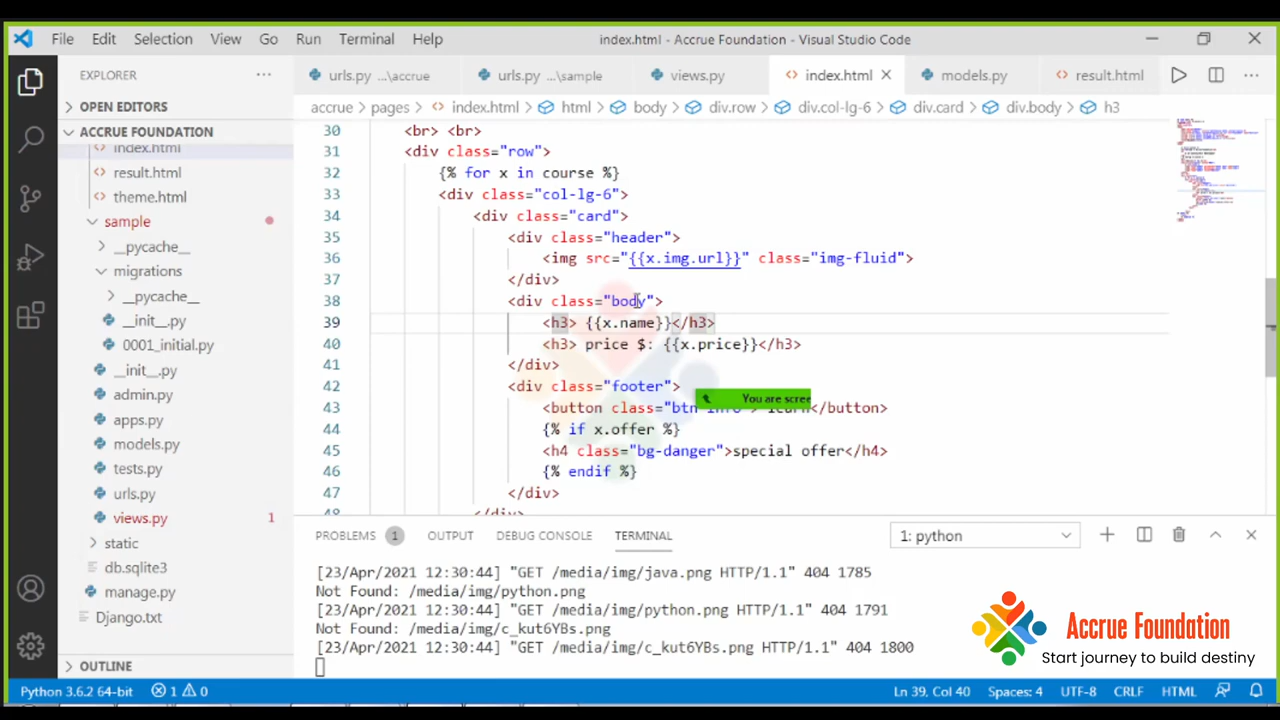 File Edit Selection View Go Run Terminal Help index.html - Accrue Foundation - Visual Studio Code
EXPLORER
urls.py ...\accrue urls.py ...\sample views.py index.html models.py result.html
accrue pages index.html html body div.row div.col-lg-6 div.card div.body h3
OPEN EDITORS
ACCRUE FOUNDATION
index.html
result.html
theme.html
sample
__pycache__
migrations
__pycache__
__init__.py
0001_initial.py
__init__.py
admin.py
apps.py
models.py
tests.py
urls.py
views.py 1
static
db.sqlite3
manage.py
Django.txt
OUTLINE
30 <br> <br>
31 <div class="row">
32 {% for x in course %}
33 <div class="col-lg-6">
34 <div class="card">
35 <div class="header">
36 <img src="{{x.img.url}}" class="img-fluid">
37 </div>
38 <div class="body">
39 <h3> {{x.name}}</h3>
40 <h3> price $: {{x.price}}</h3>
41 </div>
42 <div class="footer">
You are scree
43 <button class="btn info"> learn</button>
44 {% if x.offer %}
45 <h4 class="bg-danger">special offer</h4>
46 {% endif %}
47 </div>
48 </div>
PROBLEMS 1 OUTPUT DEBUG CONSOLE TERMINAL 1: python
[23/Apr/2021 12:30:44] "GET /media/img/java.png HTTP/1.1" 404 1785
Not Found: /media/img/python.png
[23/Apr/2021 12:30:44] "GET /media/img/python.png HTTP/1.1" 404 1791
Not Found: /media/img/c_kut6YBs.png
[23/Apr/2021 12:30:44] "GET /media/img/c_kut6YBs.png HTTP/1.1" 404 1800
Accrue Foundation
Start journey to build destiny
Python 3.6.2 64-bit 1 0 Ln 39, Col 40 Spaces: 4 UTF-8 CRLF HTML